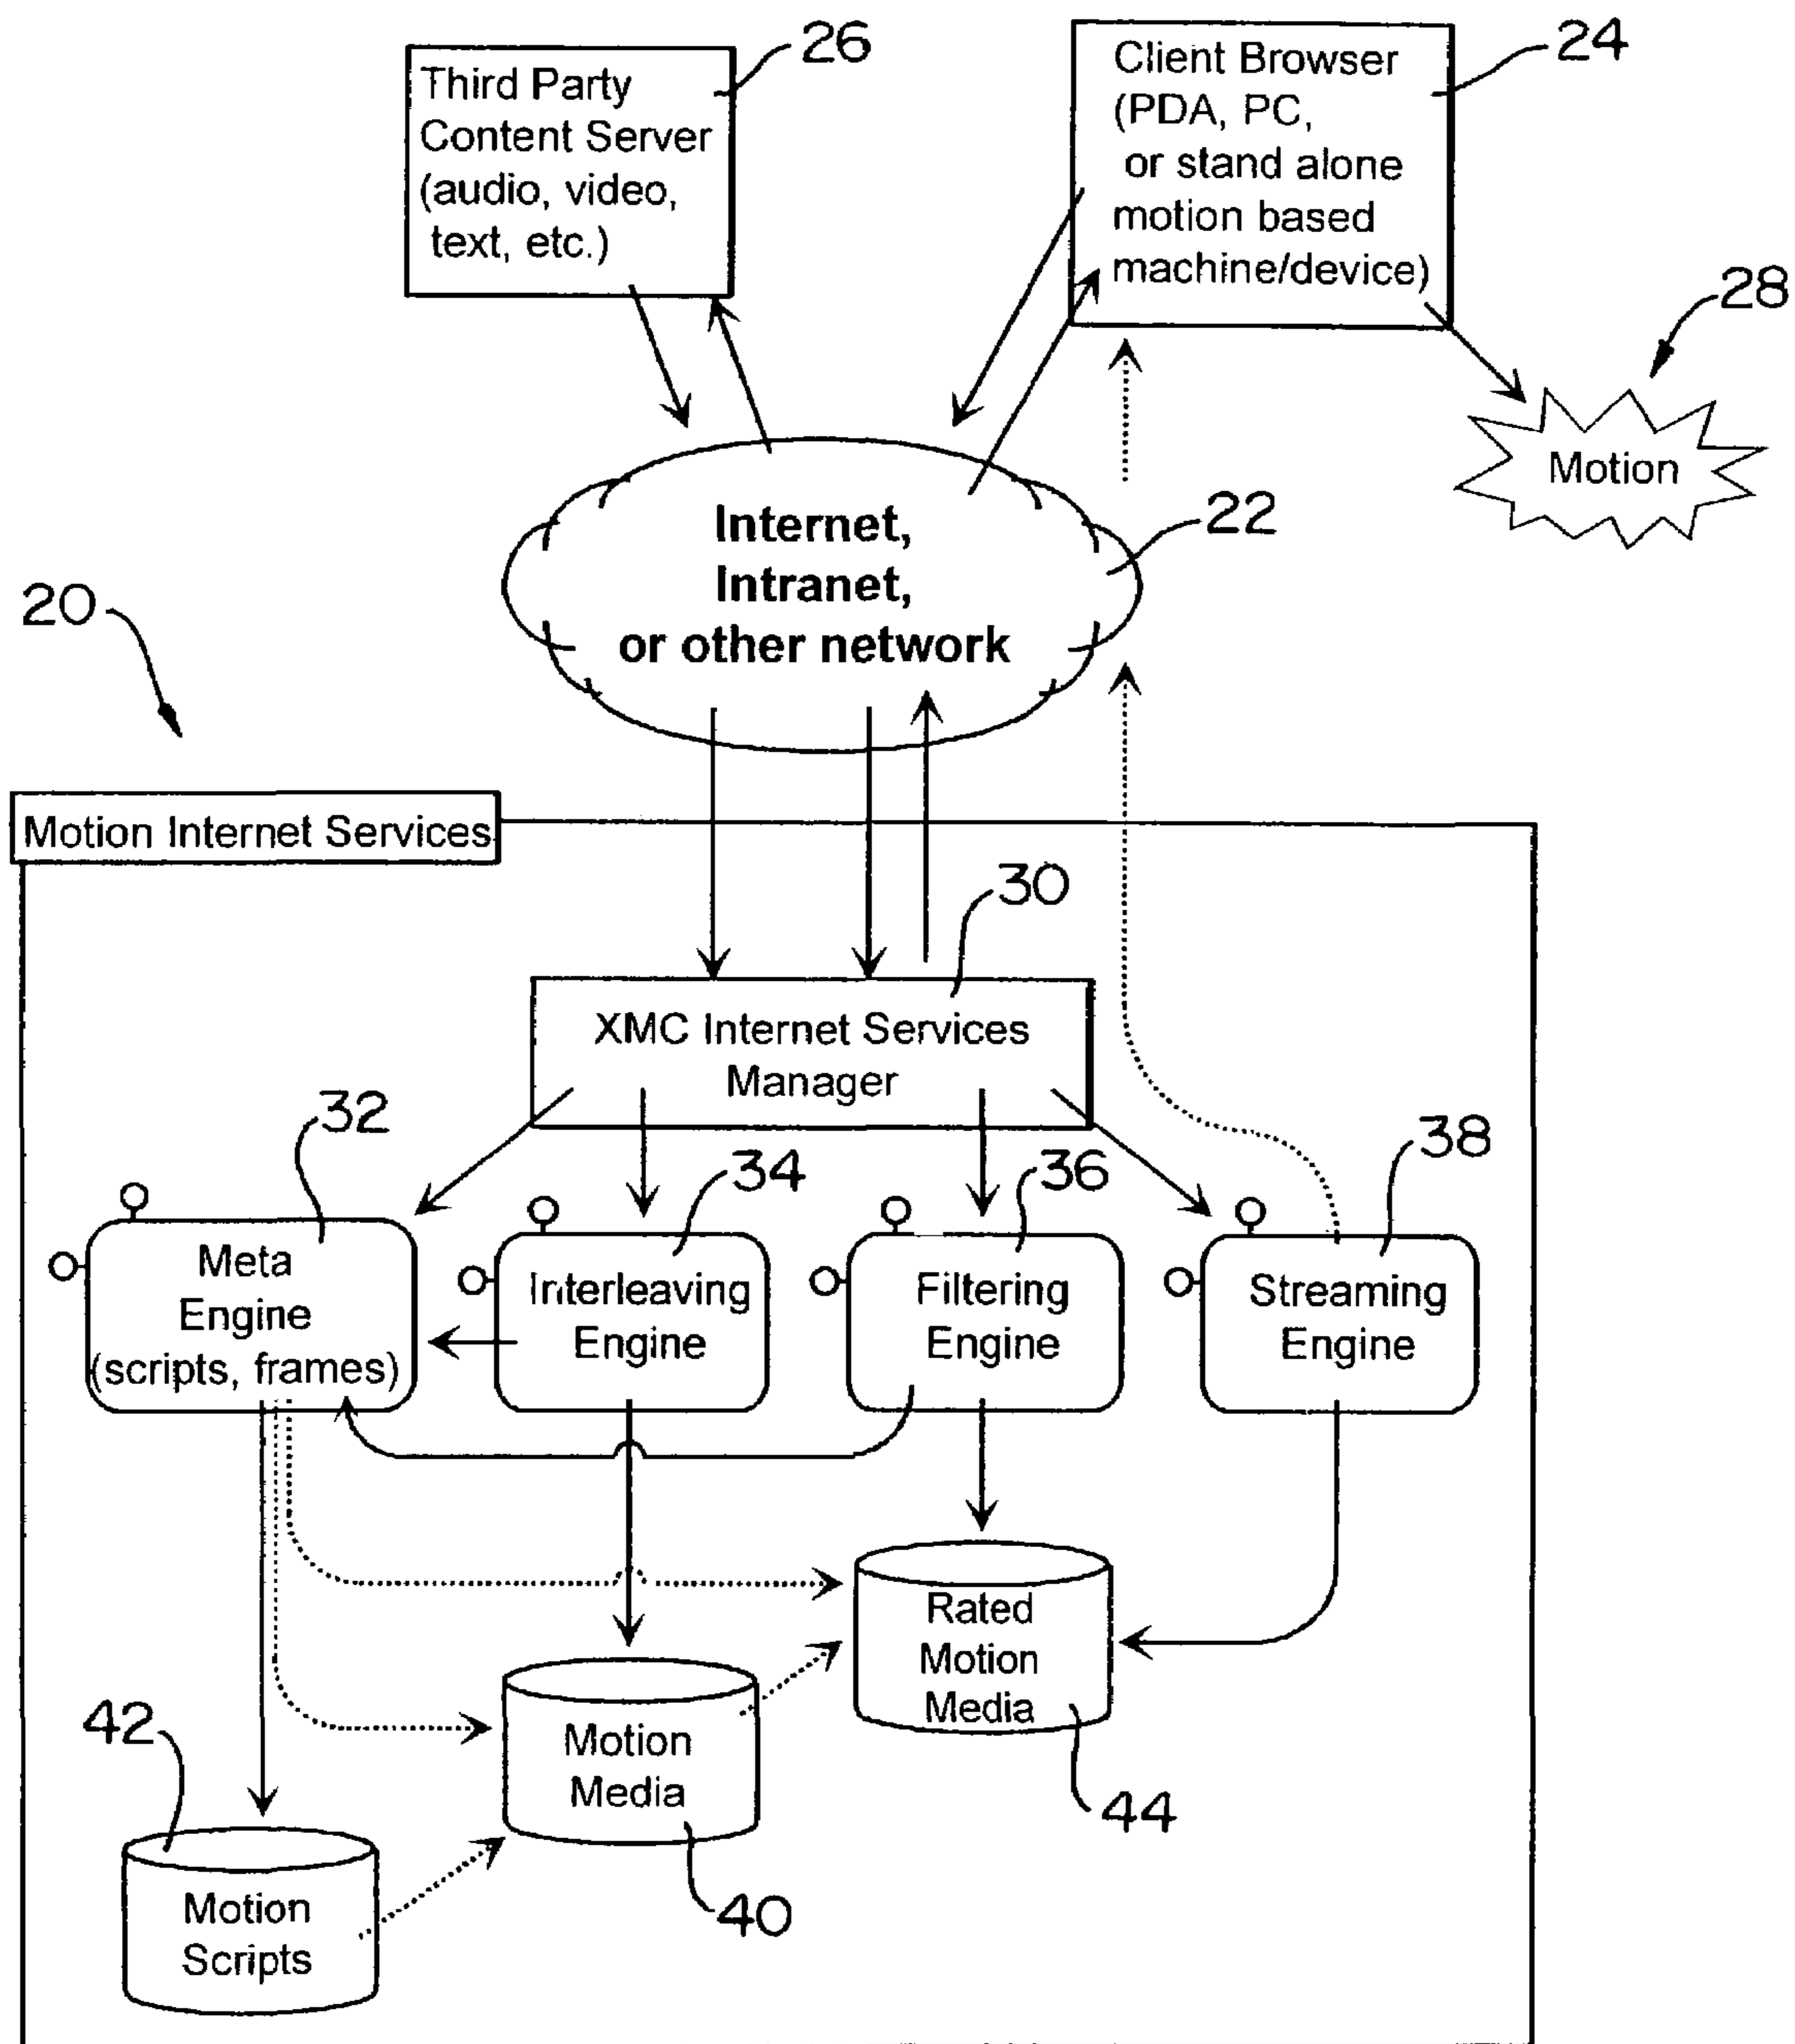 26
Third Party
Content Server
(audio, video,
text, etc.)
24
Client Browser
(PDA, PC,
or stand alone
motion based
machine/device)
28
Motion
22
Internet,
Intranet,
or other network
20
Motion Internet Services
30
XMC Internet Services
Manager
32
Meta
Engine
(scripts, frames)
34
Interleaving
Engine
36
Filtering
Engine
38
Streaming
Engine
Rated
Motion
Media
44
Motion
Media
40
42
Motion
Scripts